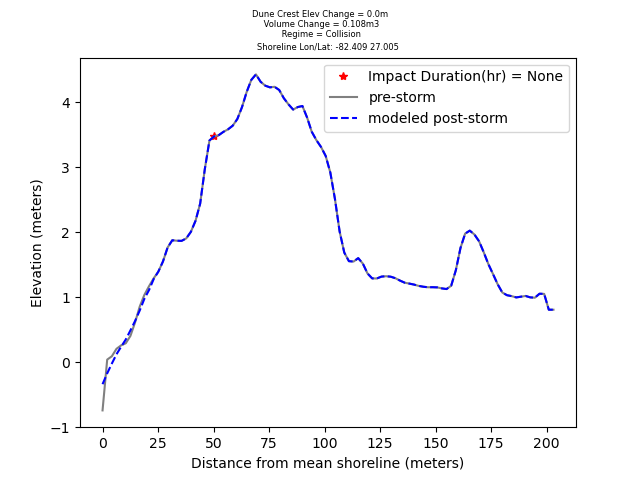 Dune Crest Elev Change = 0.0m
Volume Change = 0.108m3
Regime = Collision
Shoreline Lon/Lat: -82.409 27.005
Impact Duration(hr) = None
pre-storm
modeled post-storm
Elevation (meters)
4
3
2
1
0
−1
0 25 50 75 100 125 150 175 200
Distance from mean shoreline (meters)